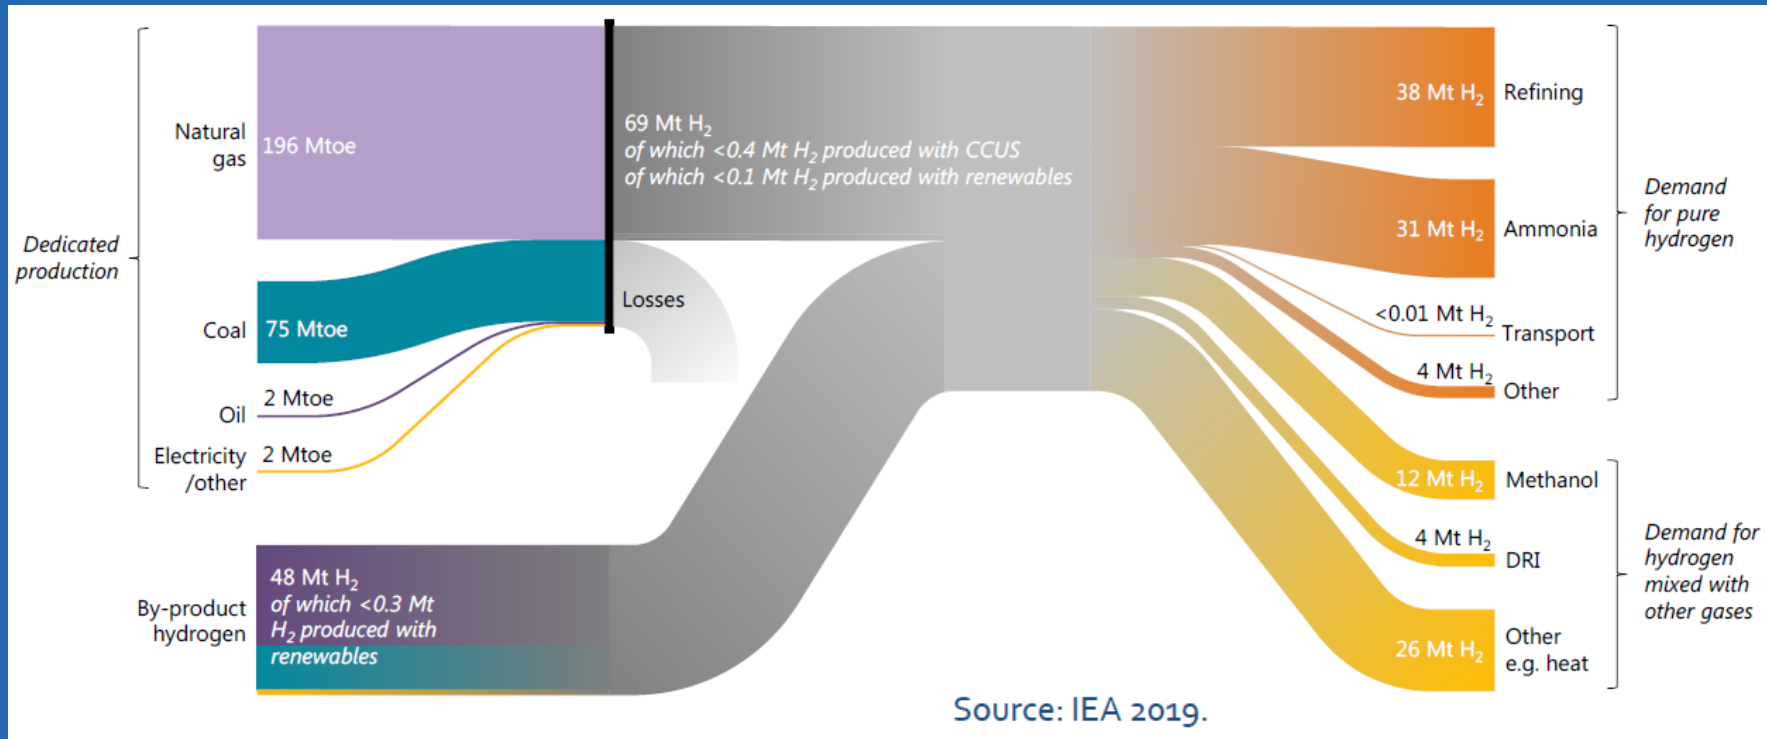 Dedicated
production
Natural
gas
196 Mtoe
Coal
75 Mtoe
Oil
2 Mtoe
Electricity
/other
2 Mtoe
By-product
hydrogen
48 Mt H₂
of which <0.3 Mt
H₂ produced with
renewables
69 Mt H₂
of which <0.4 Mt H₂ produced with CCUS
of which <0.1 Mt H₂ produced with renewables
Losses
38 Mt H₂
Refining
31 Mt H₂
Ammonia
<0.01 Mt H₂
Transport
4 Mt H₂
Other
Demand
for pure
hydrogen
12 Mt H₂
Methanol
4 Mt H₂
DRI
26 Mt H₂
Other
e.g. heat
Demand for
hydrogen
mixed with
other gases
Source: IEA 2019.